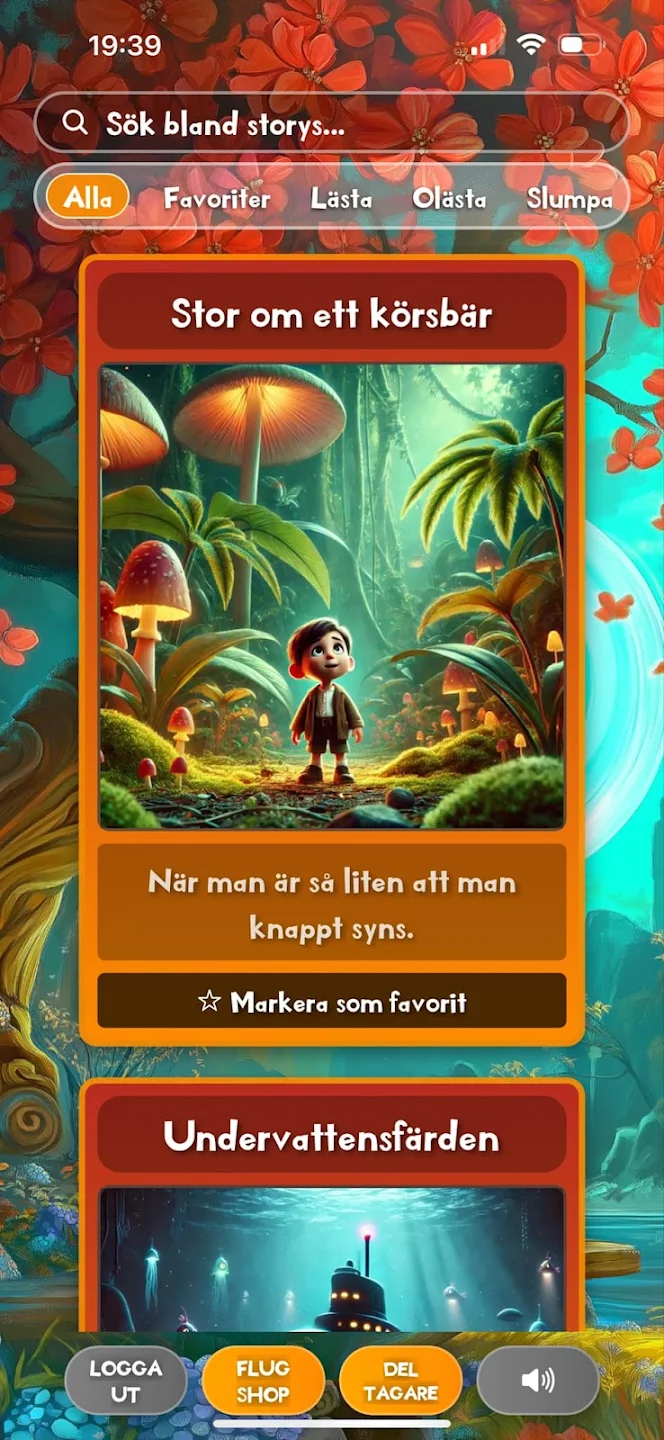 19:39
Sök bland storys...
Alla Favoriter Lästa Olästa Slumpa
Stor om ett körsbär
När man är så liten att man
knappt syns.
☆ Markera som favorit
Undervattensfärden
LOGGA
UT
FLUG
SHOP
DEL
TAGARE